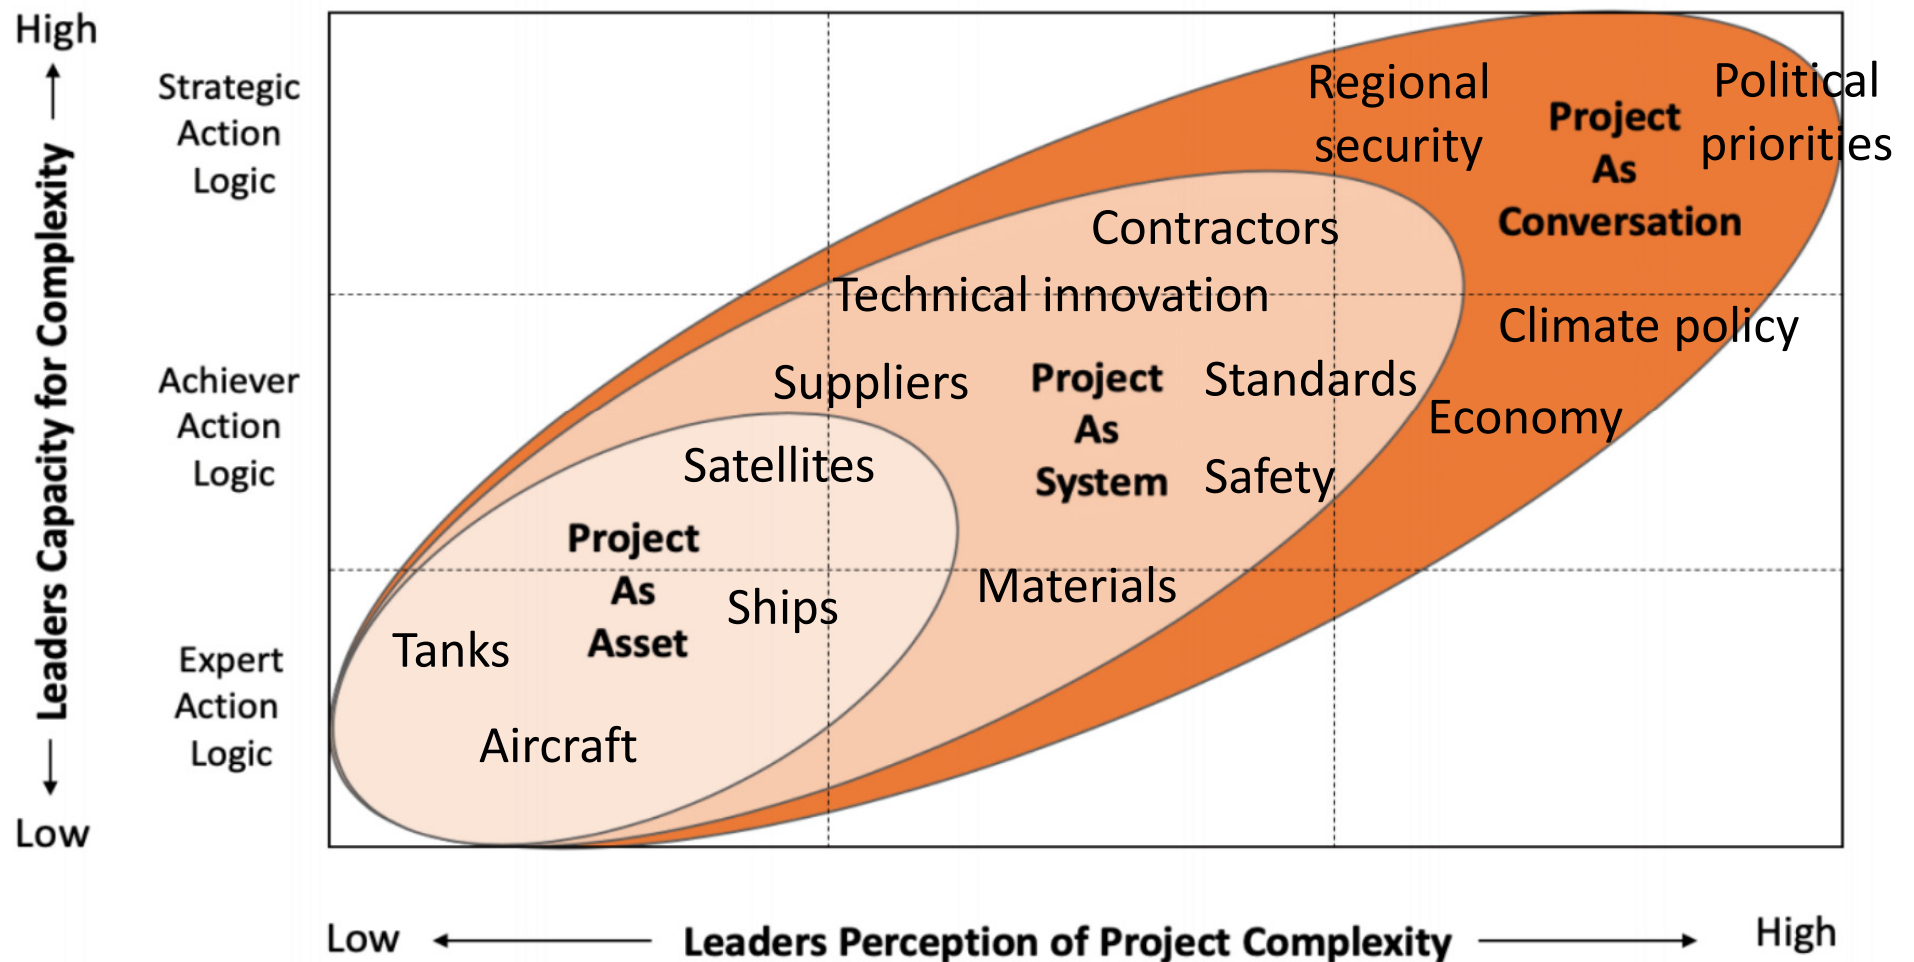 High
Strategic
Action
Logic
Achiever
Action
Logic
Expert
Action
Logic
Low
Leaders Capacity for Complexity
Regional
security
Political
priorities
Project
As
Conversation
Contractors
Technical innovation
Climate policy
Suppliers
Project
As
System
Standards
Economy
Safety
Satellites
Materials
Project
As
Asset
Ships
Tanks
Aircraft
Low
Leaders Perception of Project Complexity
High